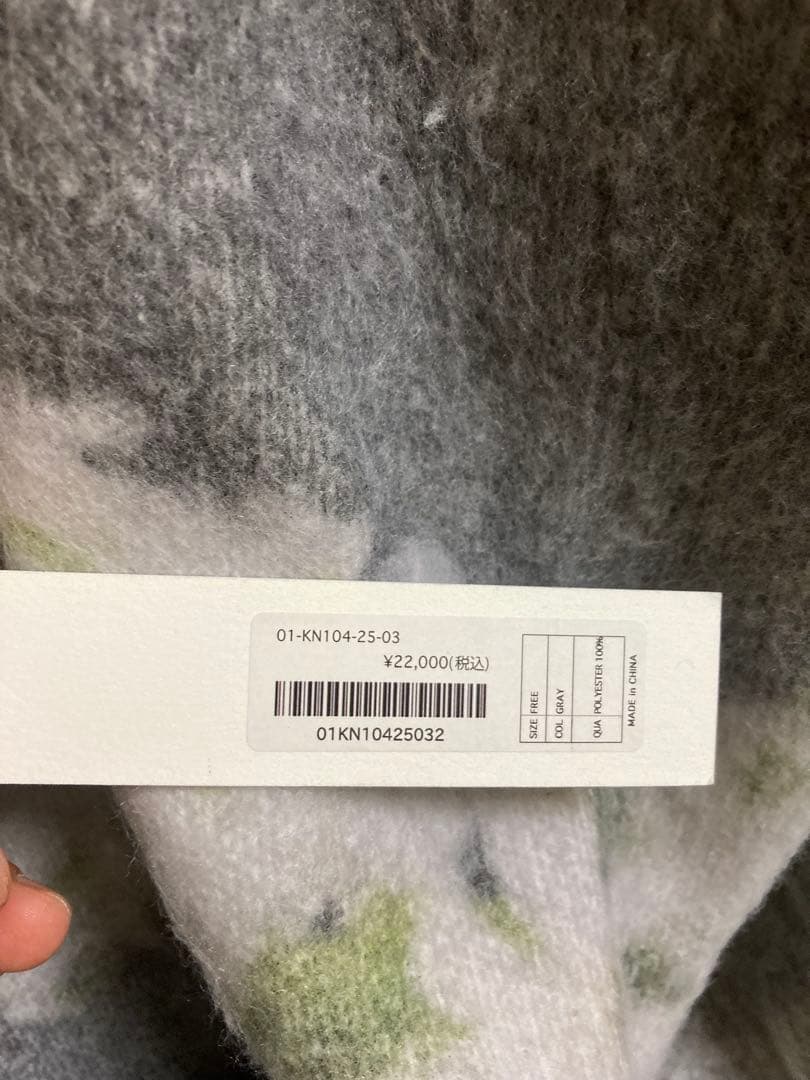 01-KN104-25-03
¥22,000(税込)
01KN10425032
SIZE FREE
COL GRAY
QUA POLYESTER 100%
MADE in CHINA